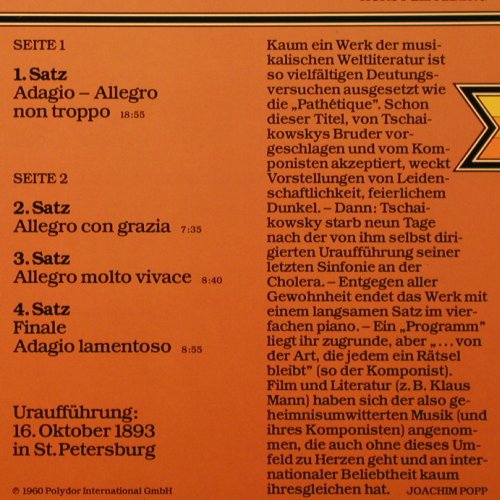 SEITE 1
1. Satz
Adagio – Allegro
non troppo 18:55
SEITE 2
2. Satz
Allegro con grazia 7:35
3. Satz
Allegro molto vivace 8:40
4. Satz
Finale
Adagio lamentoso 8:55
Uraufführung:
16. Oktober 1893
in St. Petersburg
℗ 1960 Polydor International GmbH
Kaum ein Werk der musi-
kalischen Weltliteratur ist
so vielfältigen Deutungs-
versuchen ausgesetzt wie
die „Pathétique”. Schon
dieser Titel, von Tschai-
kowskys Bruder vor-
geschlagen und vom Kom-
ponisten akzeptiert, weckt
Vorstellungen von Leiden-
schaftlichkeit, feierlichem
Dunkel. – Dann: Tschai-
kowsky starb neun Tage
nach der von ihm selbst diri-
gierten Uraufführung seiner
letzten Sinfonie an der
Cholera. – Entgegen aller
Gewohnheit endet das Werk mit
einem langsamen Satz im vier-
fachen piano. – Ein „Programm”
liegt ihr zugrunde, aber „... von
der Art, die jedem ein Rätsel
bleibt” (so der Komponist).
Film und Literatur (z. B. Klaus
Mann) haben sich der also ge-
heimnisumwitterten Musik (und
ihres Komponisten) angenom-
men, die auch ohne dieses Um-
feld zu Herzen geht und an in-
ternationaler Beliebtheit kaum
ihresgleichen hat. JOACHIM POPP